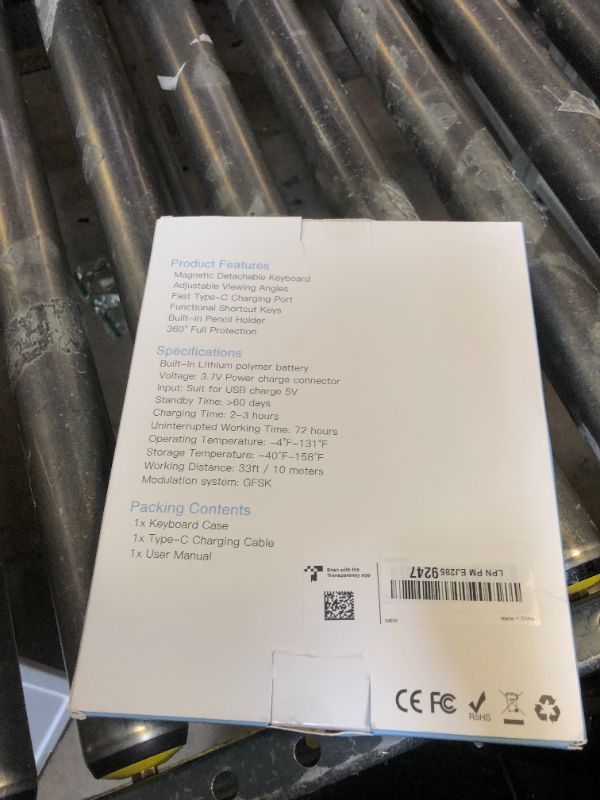 Product Features
Magnetic Detachable Keyboard
Adjustable Viewing Angles
Fast Type-C Charging Port
Functional Shortcut Keys
Built-in Pencil Holder
360° Full Protection
Specifications
Built-in Lithium polymer battery
Voltage: 3.7V Power charge connector
Input: Suit for USB charge 5V
Standby Time: >60 days
Charging Time: 2-3 hours
Uninterrupted Working Time: 72 hours
Operating Temperature: -4°F-131°F
Storage Temperature: -40°F-158°F
Working Distance: 33ft / 10 meters
Modulation system: GFSK
Packing Contents
1x Keyboard Case
1x Type-C Charging Cable
1x User Manual
Scan with the
Transparency app
LPN PM EJ285 9247
NEW Made in China
CE FC RoHS